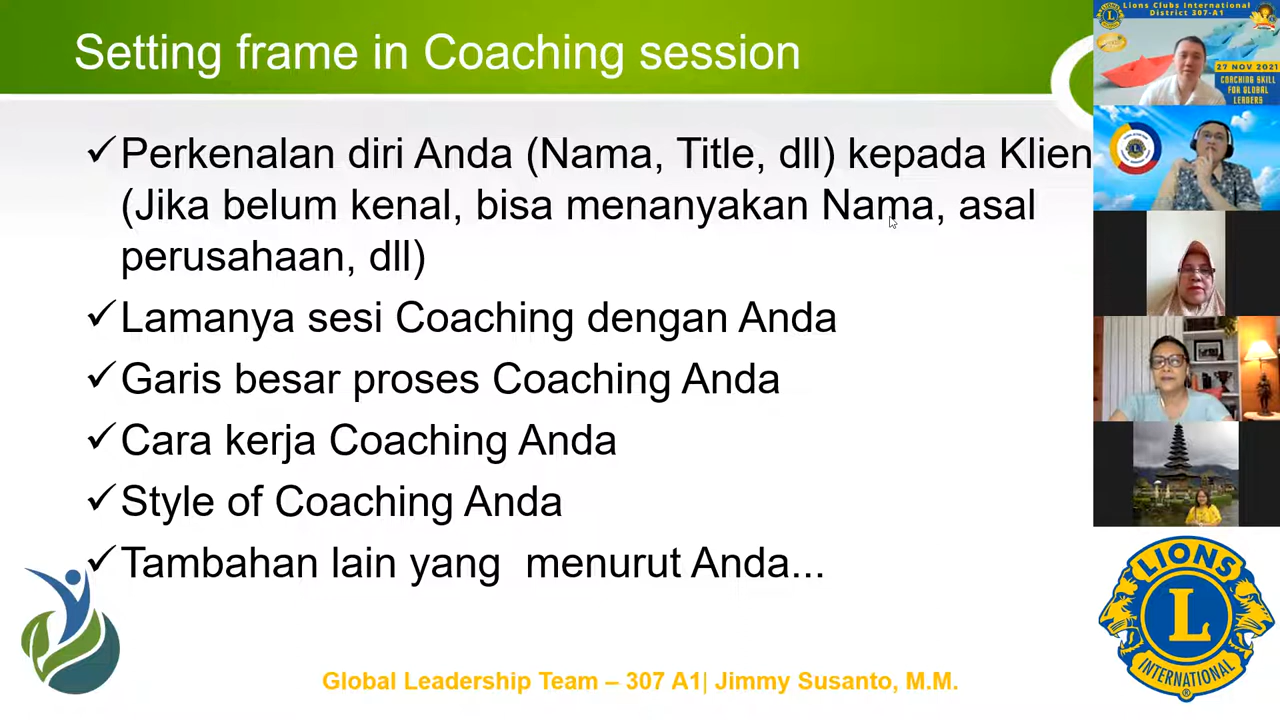 Setting frame in Coaching session
✓Perkenalan diri Anda (Nama, Title, dll) kepada Klien
(Jika belum kenal, bisa menanyakan Nama, asal
perusahaan, dll)
✓Lamanya sesi Coaching dengan Anda
✓Garis besar proses Coaching Anda
✓Cara kerja Coaching Anda
✓Style of Coaching Anda
✓Tambahan lain yang menurut Anda...
Global Leadership Team – 307 A1| Jimmy Susanto, M.M.
Lions Clubs International
District 307-A1
27 NOV 2021
COACHING SKILL
FOR GLOBAL
LEADERS
LIONS
L
INTERNATIONAL
®